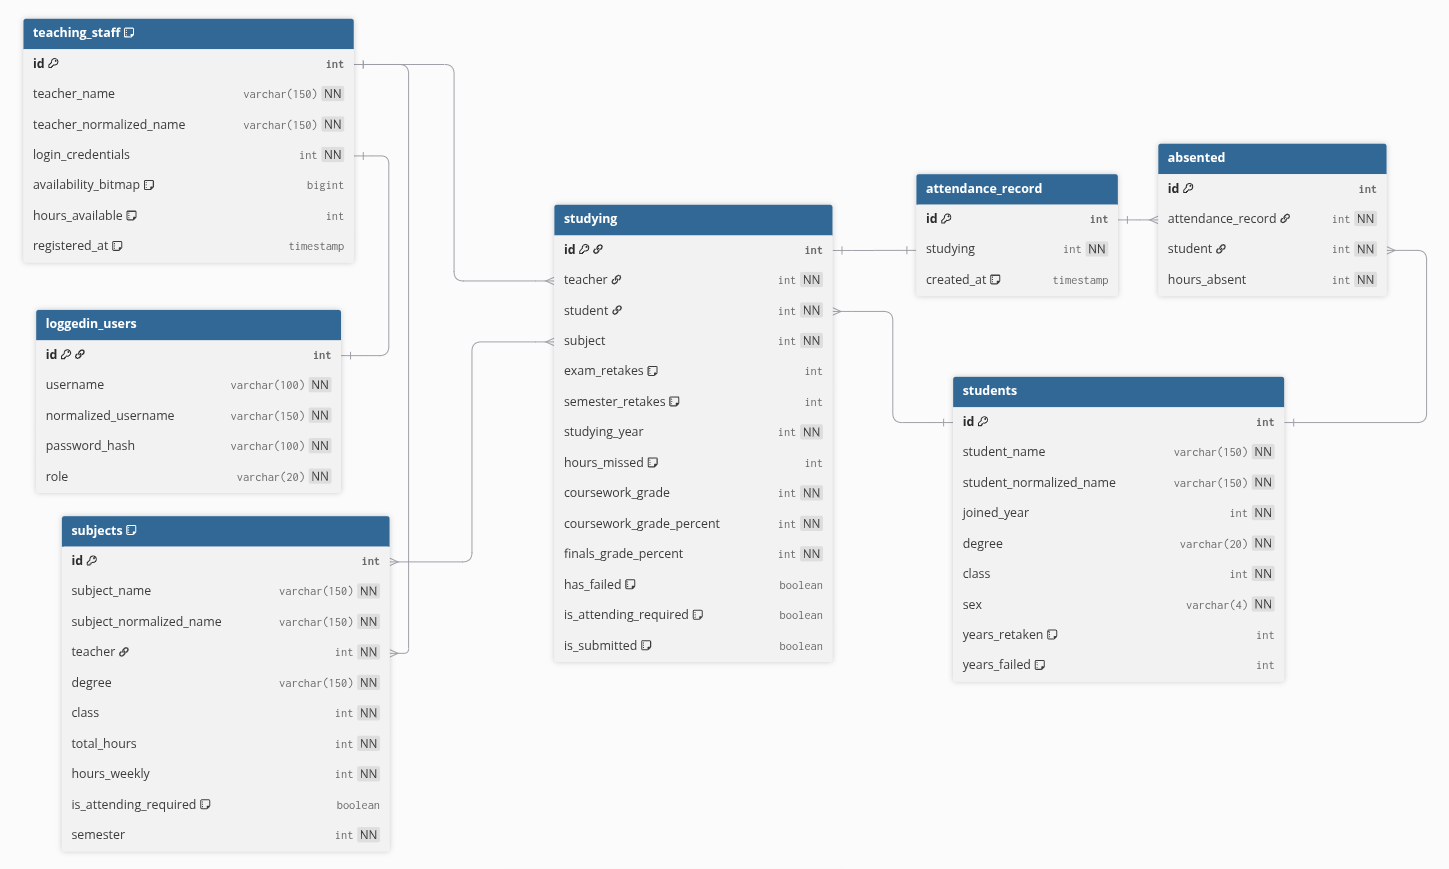 teaching_staff
id int
teacher_name varchar(150) NN
teacher_normalized_name varchar(150) NN
login_credentials int NN
availability_bitmap bigint
hours_available int
registered_at timestamp
loggedin_users
id int
username varchar(100) NN
normalized_username varchar(150) NN
password_hash varchar(100) NN
role varchar(20) NN
subjects
id int
subject_name varchar(150) NN
subject_normalized_name varchar(150) NN
teacher int NN
degree varchar(150) NN
class int NN
total_hours int NN
hours_weekly int NN
is_attending_required boolean
semester int NN
studying
id int
teacher int NN
student int NN
subject int NN
exam_retakes int
semester_retakes int
studying_year int NN
hours_missed int
coursework_grade int NN
coursework_grade_percent int NN
finals_grade_percent int NN
has_failed boolean
is_attending_required boolean
is_submitted boolean
attendance_record
id int
studying int NN
created_at timestamp
absented
id int
attendance_record int NN
student int NN
hours_absent int NN
students
id int
student_name varchar(150) NN
student_normalized_name varchar(150) NN
joined_year int NN
degree varchar(20) NN
class int NN
sex varchar(4) NN
years_retaken int
years_failed int